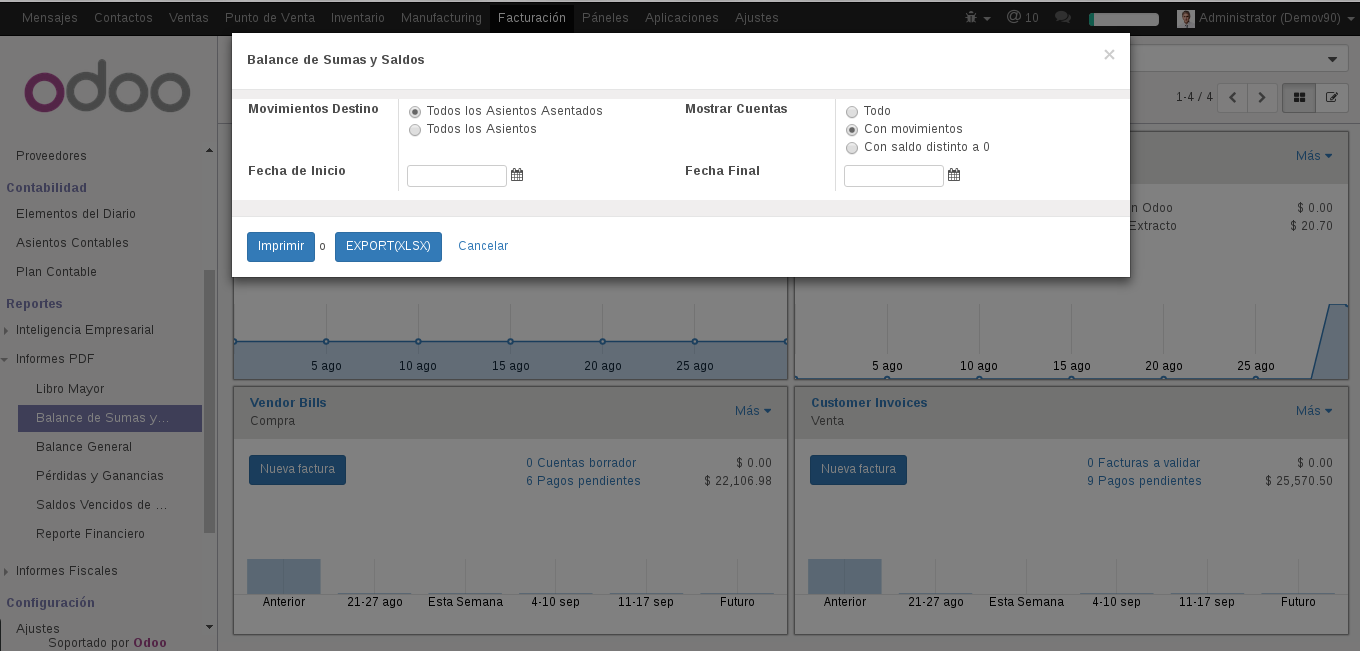 Mensajes Contactos Ventas Punto de Venta Inventario Manufacturing Facturación Páneles Aplicaciones Ajustes @ 10 Administrator (Demov90)
odoo
Proveedores
Contabilidad
Elementos del Diario
Asientos Contables
Plan Contable
Reportes
Inteligencia Empresarial
Informes PDF
Libro Mayor
Balance de Sumas y...
Balance General
Pérdidas y Ganancias
Saldos Vencidos de ...
Reporte Financiero
Informes Fiscales
Configuración
Ajustes
Soportado por Odoo
Balance de Sumas y Saldos ×
Movimientos Destino
Todos los Asientos Asentados
Todos los Asientos
Mostrar Cuentas
Todo
Con movimientos
Con saldo distinto a 0
Fecha de Inicio
Fecha Final
Imprimir o EXPORT(XLSX) Cancelar
1-4 / 4
Más
n Odoo $ 0.00
Extracto $ 20.70
5 ago 10 ago 15 ago 20 ago 25 ago
5 ago 10 ago 15 ago 20 ago 25 ago
Vendor Bills
Compra
Más
Nueva factura
0 Cuentas borrador $ 0.00
6 Pagos pendientes $ 22,106.98
Anterior 21-27 ago Esta Semana 4-10 sep 11-17 sep Futuro
Customer Invoices
Venta
Más
Nueva factura
0 Facturas a validar $ 0.00
9 Pagos pendientes $ 25,570.50
Anterior 21-27 ago Esta Semana 4-10 sep 11-17 sep Futuro